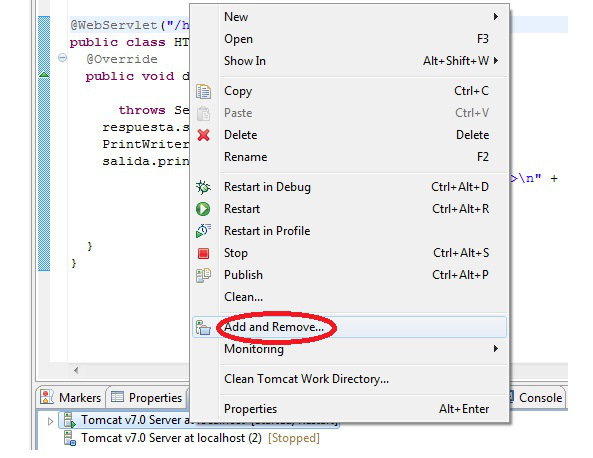 @WebServlet("/h
New
public class HT
Open F3
@Override
Show In Alt+Shift+W
public void d
Copy Ctrl+C
throws Se
Paste Ctrl+V
respuesta.s
Delete Delete
PrintWriter
Rename F2
salida.prin
>\n" +
Restart in Debug Ctrl+Alt+D
Restart Ctrl+Alt+R
Restart in Profile
}
Stop Ctrl+Alt+S
}
Publish Ctrl+Alt+P
Clean...
Add and Remove...
Monitoring
Clean Tomcat Work Directory...
Properties Alt+Enter
Markers Properties Console
Tomcat v7.0 Server at localhost
Tomcat v7.0 Server at localhost (2) [Stopped]